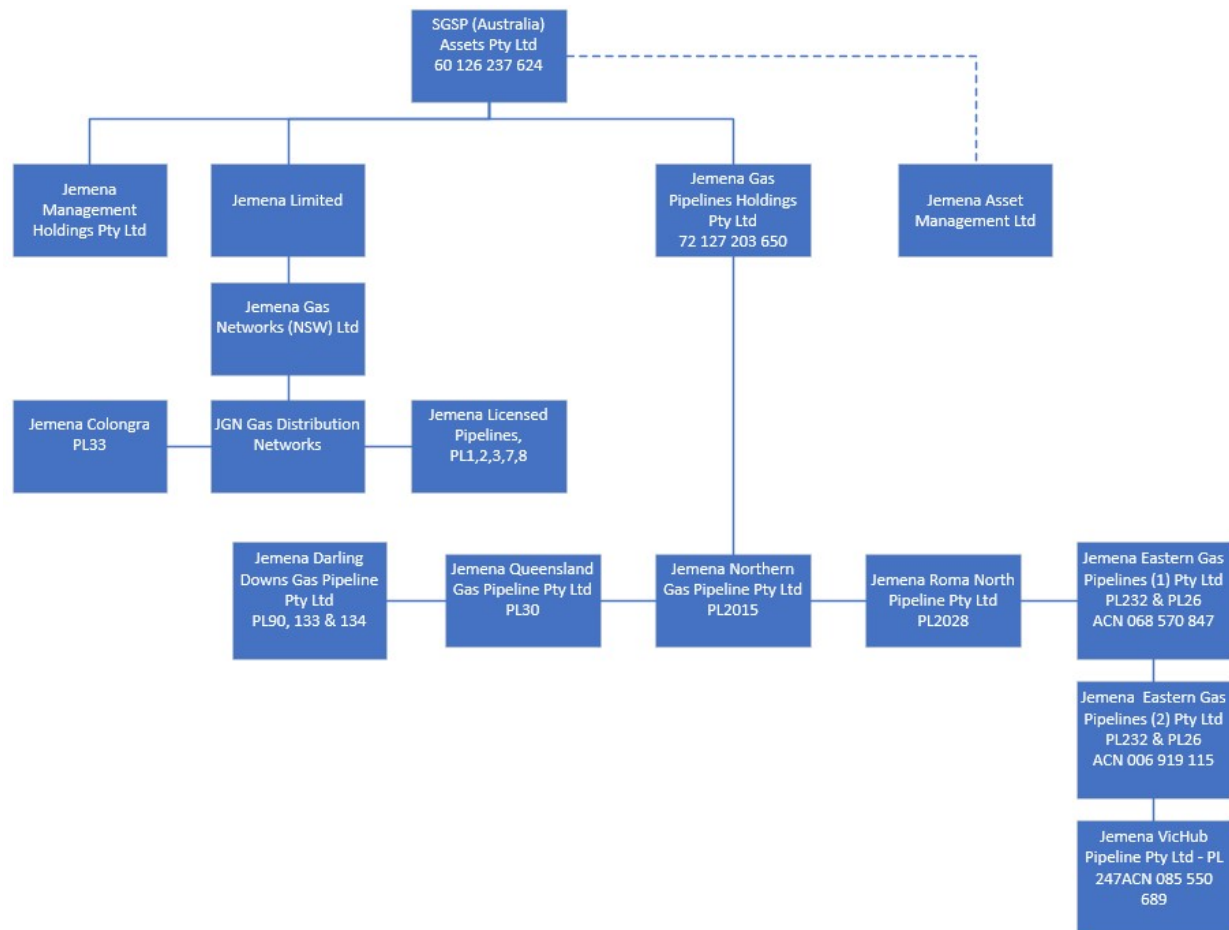 SGSP (Australia)
Assets Pty Ltd
60 126 237 624
Jemena
Management
Holdings Pty Ltd
Jemena Limited
Jemena Gas
Pipelines Holdings
Pty Ltd
72 127 203 650
Jemena Asset
Management Ltd
Jemena Gas
Networks (NSW) Ltd
Jemena Colongra
PL33
JGN Gas Distribution
Networks
Jemena Licensed
Pipelines,
PL1,2,3,7,8
Jemena Darling
Downs Gas Pipeline
Pty Ltd
PL90, 133 & 134
Jemena Queensland
Gas Pipeline Pty Ltd
PL30
Jemena Northern
Gas Pipeline Pty Ltd
PL2015
Jemena Roma North
Pipeline Pty Ltd
PL2028
Jemena Eastern Gas
Pipelines (1) Pty Ltd
PL232 & PL26
ACN 068 570 847
Jemena  Eastern Gas
Pipelines (2) Pty Ltd
PL232 & PL26
ACN 006 919 115
Jemena VicHub
Pipeline Pty Ltd - PL
247ACN 085 550
689